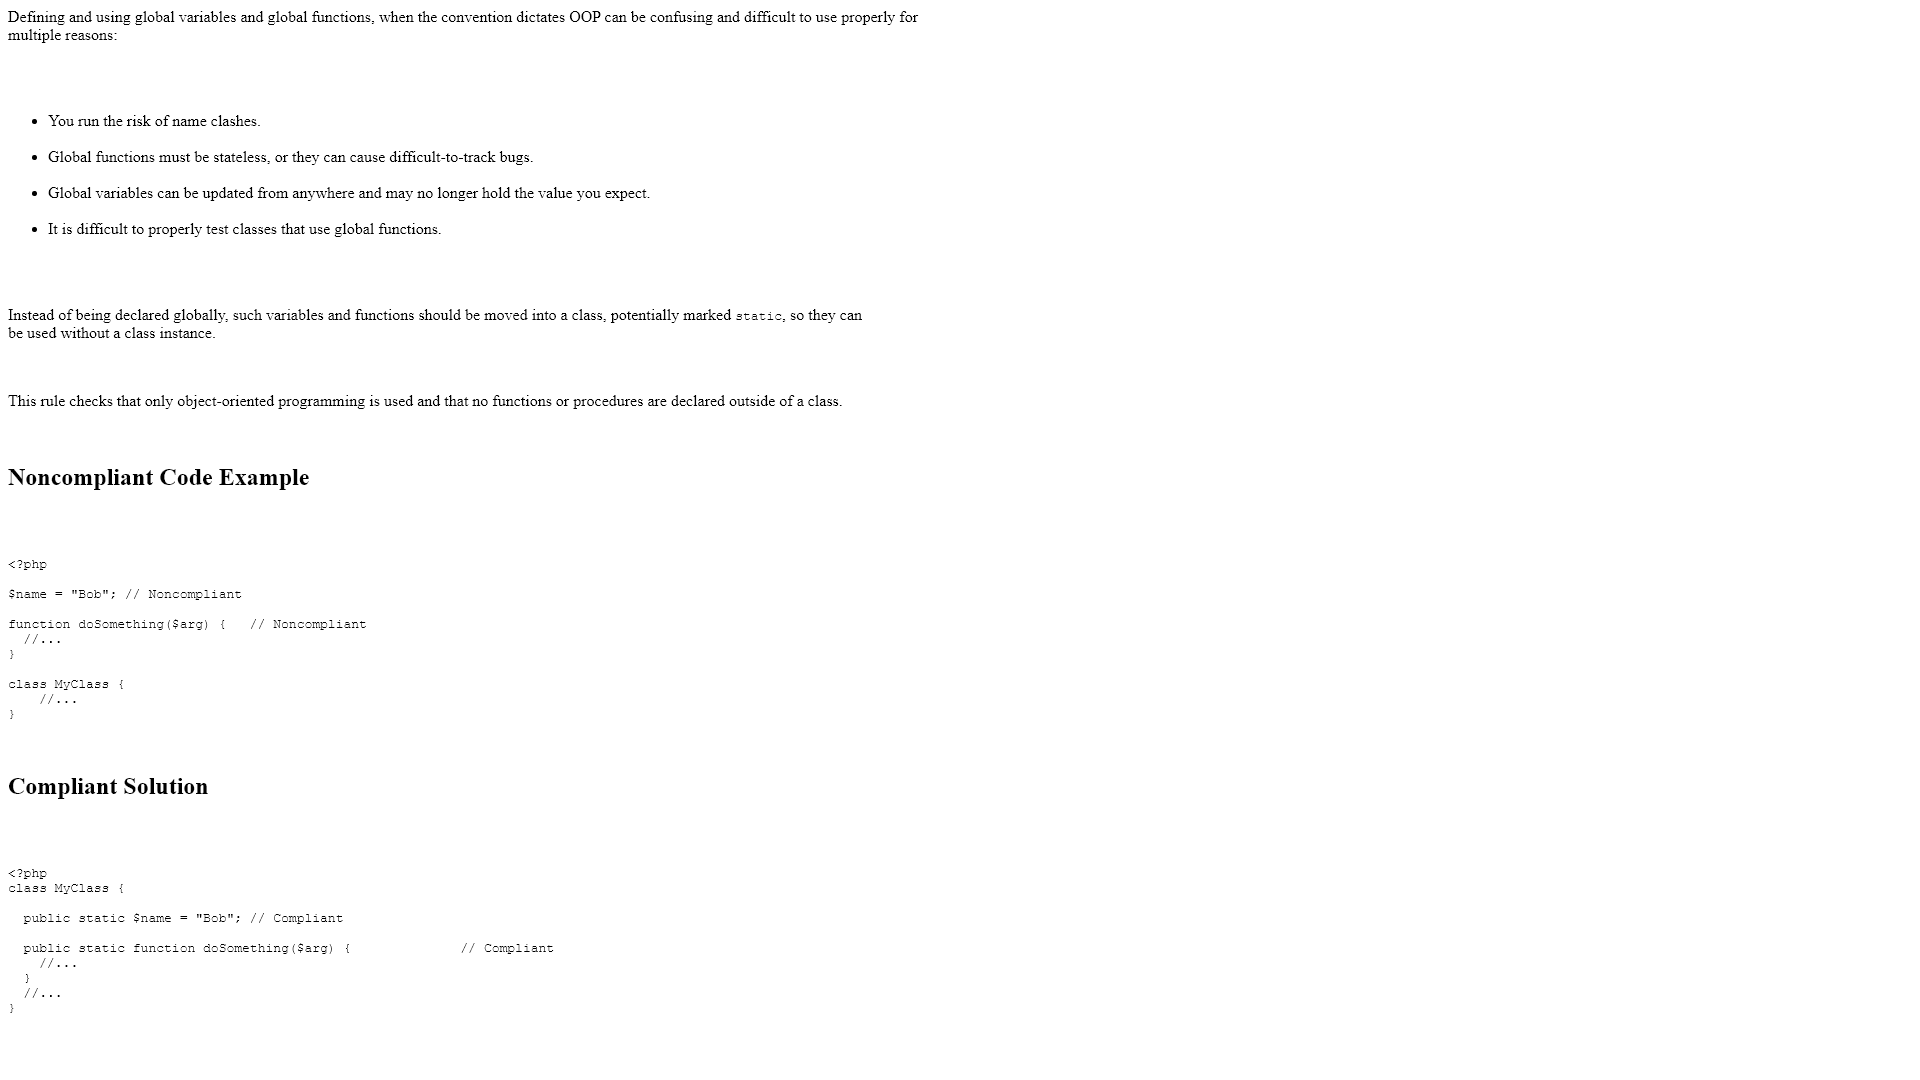 Defining and using global variables and global functions, when the convention dictates OOP can be confusing and difficult to use properly for
multiple reasons:
• You run the risk of name clashes.
• Global functions must be stateless, or they can cause difficult-to-track bugs.
• Global variables can be updated from anywhere and may no longer hold the value you expect.
• It is difficult to properly test classes that use global functions.
Instead of being declared globally, such variables and functions should be moved into a class, potentially marked static, so they can
be used without a class instance.
This rule checks that only object-oriented programming is used and that no functions or procedures are declared outside of a class.
Noncompliant Code Example
<?php
$name = "Bob"; // Noncompliant
function doSomething($arg) {   // Noncompliant
  //...
}
class MyClass {
    //...
}
Compliant Solution
<?php
class MyClass {
  public static $name = "Bob"; // Compliant
  public static function doSomething($arg) {              // Compliant
    //...
  }
  //...
}